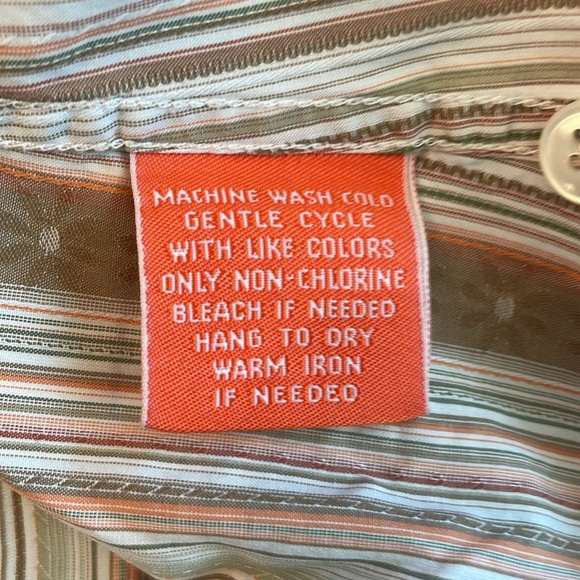 MACHINE WASH COLD
GENTLE CYCLE
WITH LIKE COLORS
ONLY NON-CHLORINE
BLEACH IF NEEDED
HANG TO DRY
WARM IRON
IF NEEDED